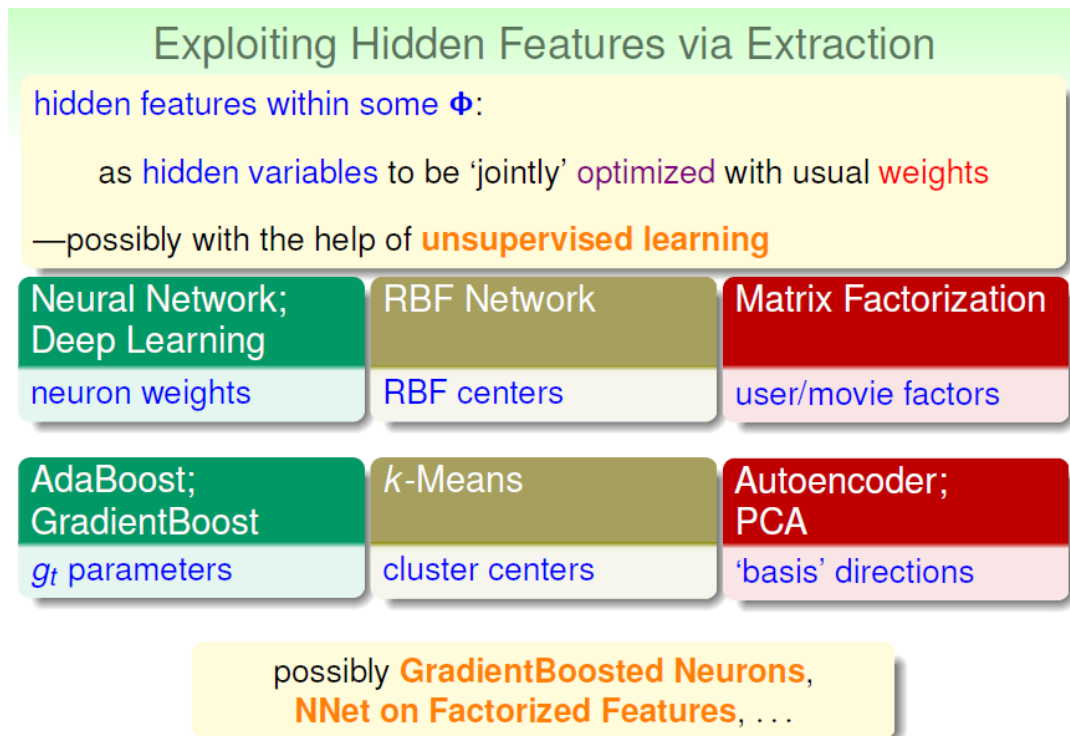 Exploiting Hidden Features via Extraction
hidden features within some Φ:
as hidden variables to be ‘jointly’ optimized with usual weights
—possibly with the help of unsupervised learning
Neural Network;
Deep Learning
neuron weights
RBF Network
RBF centers
Matrix Factorization
user/movie factors
AdaBoost;
GradientBoost
gt parameters
k-Means
cluster centers
Autoencoder;
PCA
‘basis’ directions
possibly GradientBoosted Neurons,
NNet on Factorized Features, . . .